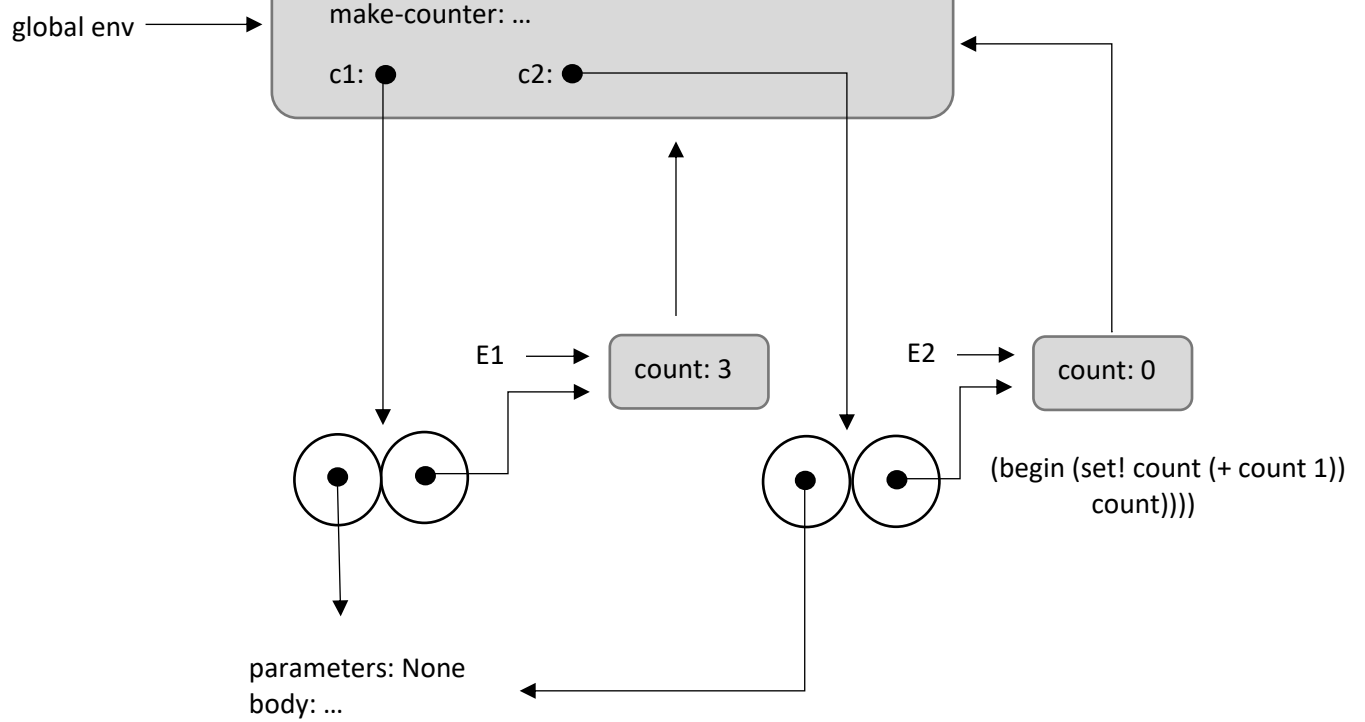 make-counter: …
global env
c1:
c2:
E1
count: 3
E2
count: 0
(begin (set! count (+ count 1))
count))))
parameters: None
body: …